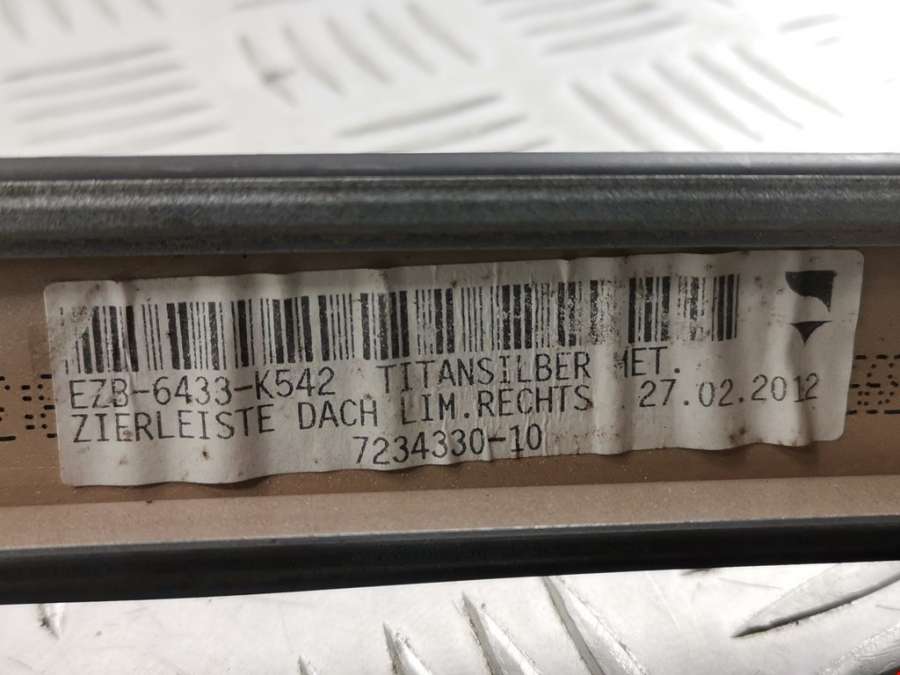 EZB-6433-K542 TITANSILBER MET.
ZIERLEISTE DACH LIM.RECHTS 27.02.2012
7234330-10